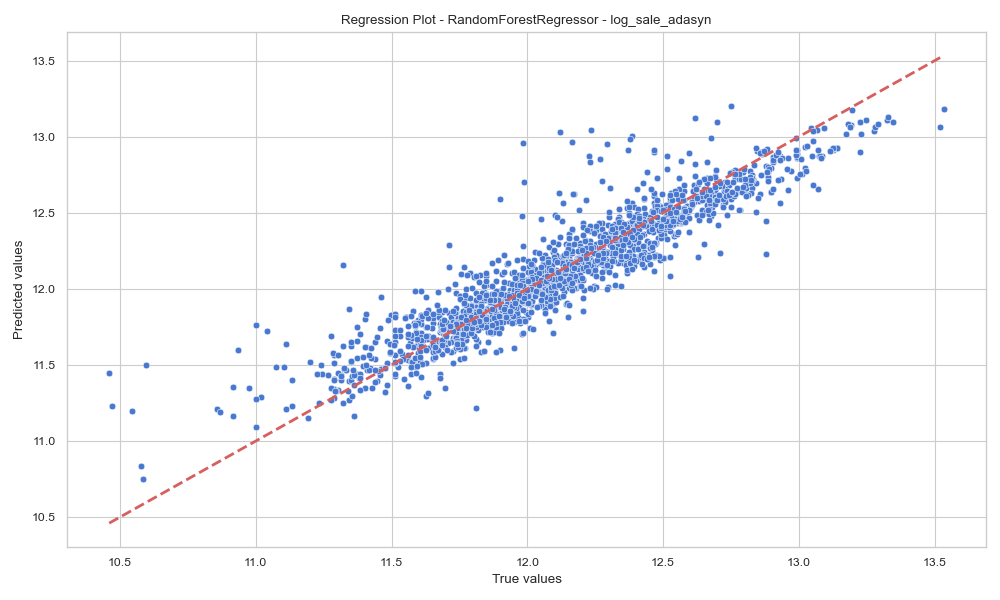 Regression Plot - RandomForestRegressor - log_sale_adasyn
Predicted values
13.5
13.0
12.5
12.0
11.5
11.0
10.5
10.5 11.0 11.5 12.0 12.5 13.0 13.5
True values